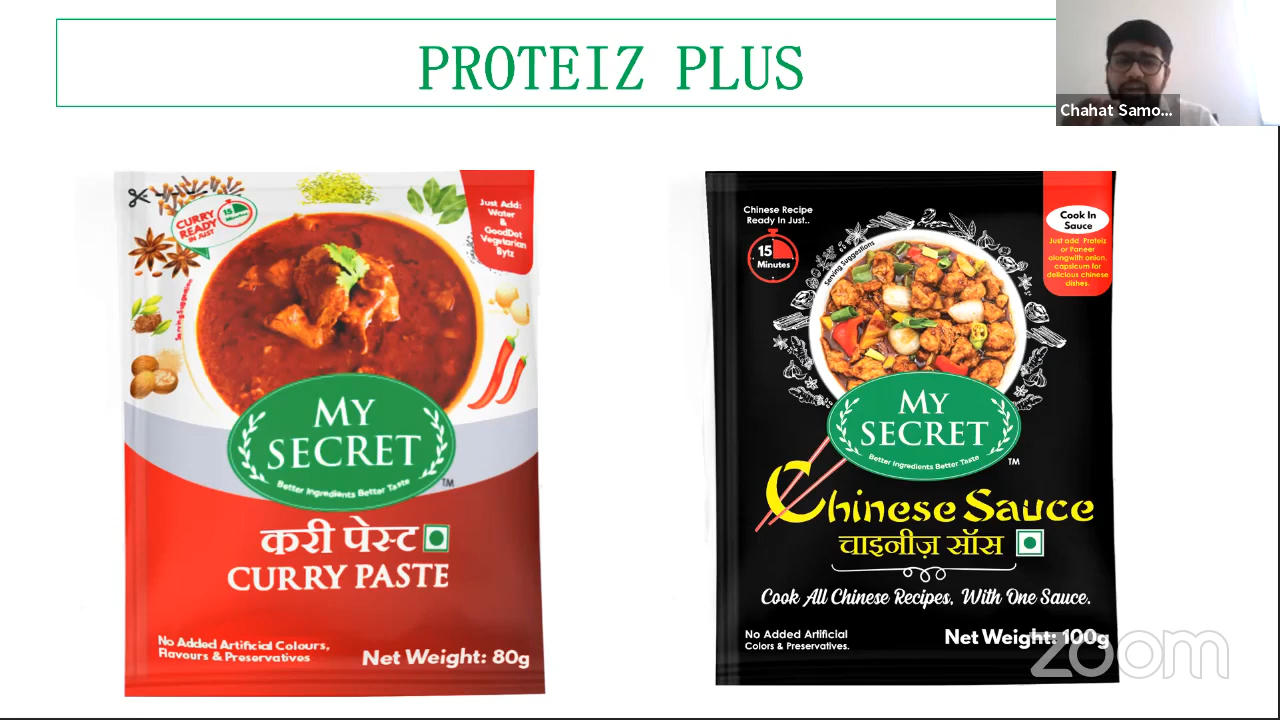 PROTEIZ PLUS
Chahat Samo...
CURRY
READY
IN JUST
15
Minutes
Just Add:
Water
&
GoodDot
Vegetarian
Bytz
Serving Suggestion
MY
SECRET
Better Ingredients Better Taste
TM
करी पेस्ट
CURRY PASTE
No Added Artificial Colours,
Flavours & Preservatives
Net Weight: 80g
Chinese Recipe
Ready In Just..
15
Minutes
Serving Suggestions
Cook In
Sauce
Just add Proteiz
or Paneer
alongwith onion,
capsicum for
delicious chinese
dishes.
MY
SECRET
Better Ingredients Better Taste
TM
Chinese Sauce
चाइनीज़ सॉस
Cook All Chinese Recipes, With One Sauce.
No Added Artificial
Colors & Preservatives.
Net Weight: 100g
zoom